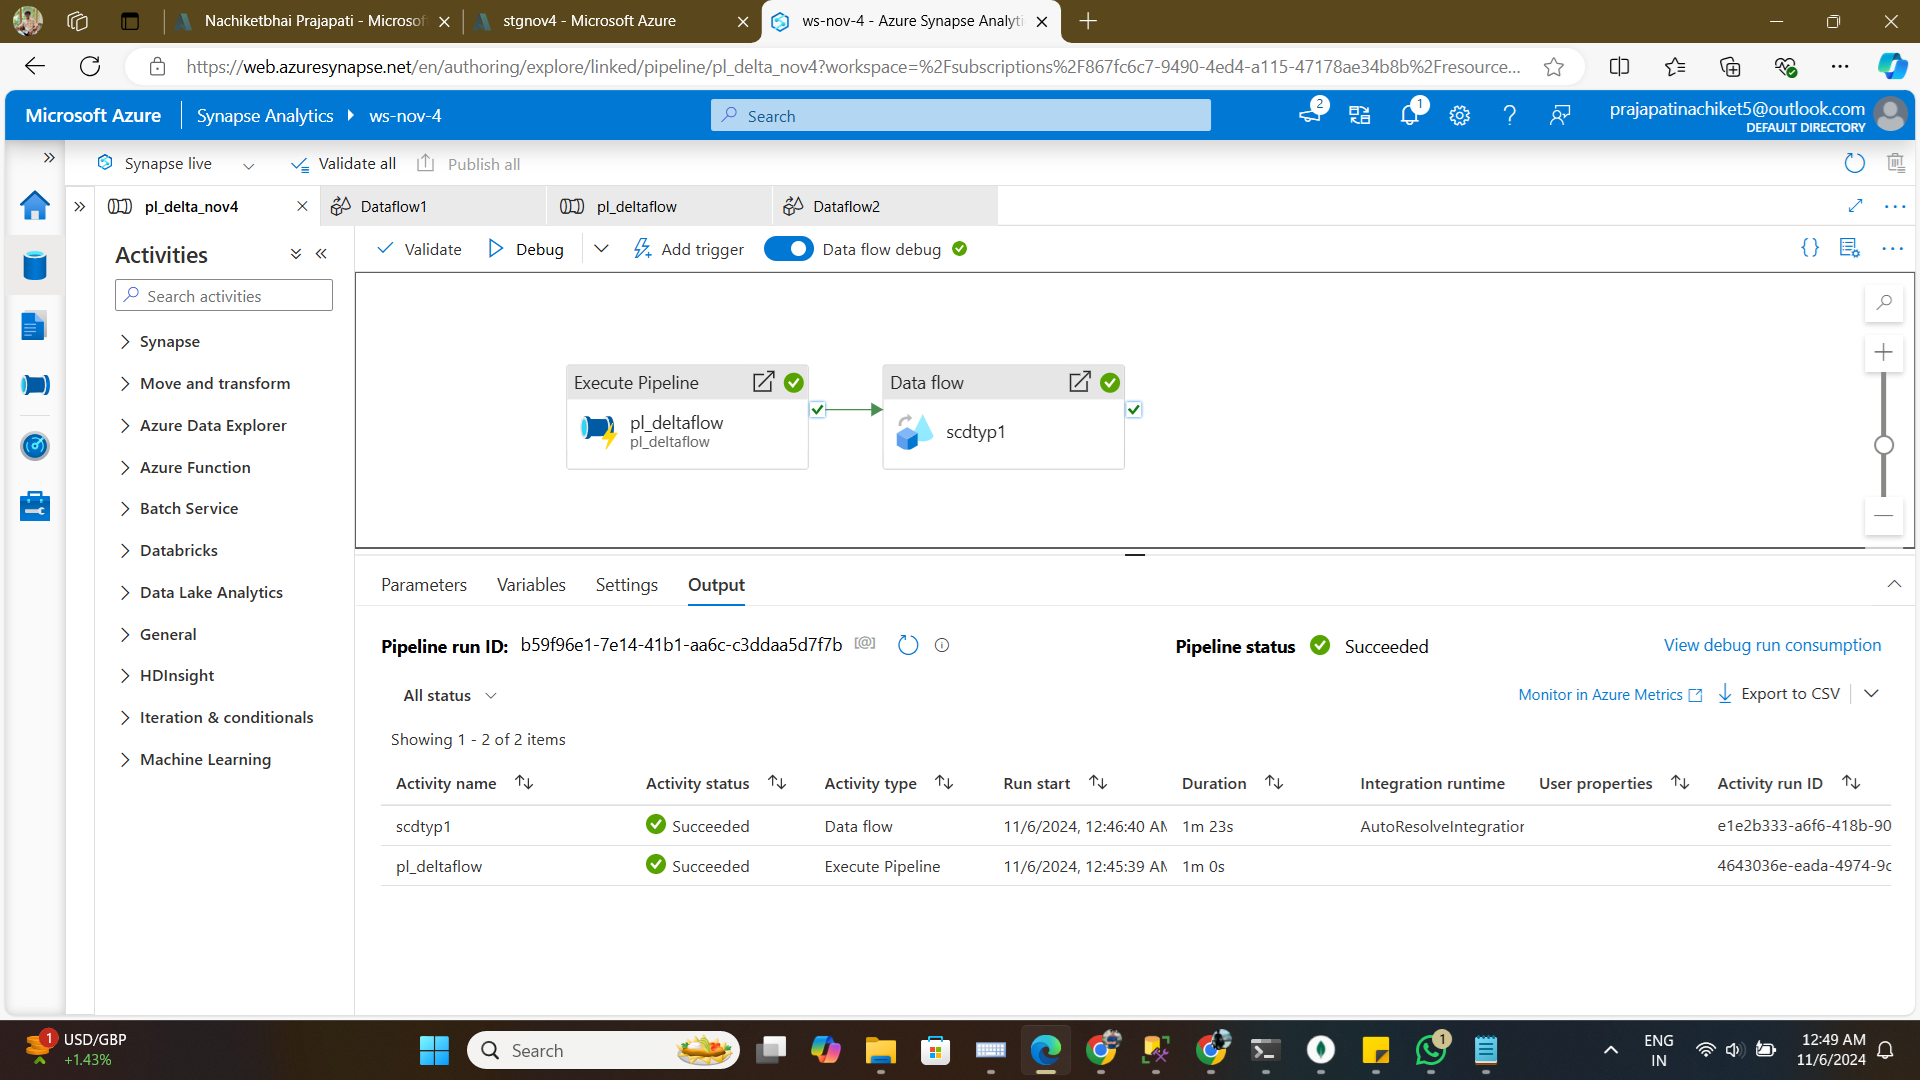 Nachiketbhai Prajapati - Microsof
stgnov4 - Microsoft Azure
ws-nov-4 - Azure Synapse Analyti
https://web.azuresynapse.net/en/authoring/explore/linked/pipeline/pl_delta_nov4?workspace=%2Fsubscriptions%2F867fc6c7-9490-4ed4-a115-47178ae34b8b%2Fresource...
Microsoft Azure
Synapse Analytics
ws-nov-4
Search
2
1
prajapatinachiket5@outlook.com
DEFAULT DIRECTORY
Synapse live
Validate all
Publish all
pl_delta_nov4
Dataflow1
pl_deltaflow
Dataflow2
Activities
Search activities
Synapse
Move and transform
Azure Data Explorer
Azure Function
Batch Service
Databricks
Data Lake Analytics
General
HDInsight
Iteration & conditionals
Machine Learning
Validate
Debug
Add trigger
Data flow debug
Execute Pipeline
pl_deltaflow
pl_deltaflow
Data flow
scdtyp1
Parameters
Variables
Settings
Output
Pipeline run ID: b59f96e1-7e14-41b1-aa6c-c3ddaa5d7f7b [@]
Pipeline status Succeeded
View debug run consumption
All status
Monitor in Azure Metrics
Export to CSV
Showing 1 - 2 of 2 items
Activity name Activity status Activity type Run start Duration Integration runtime User properties Activity run ID
scdtyp1 Succeeded Data flow 11/6/2024, 12:46:40 AM 1m 23s AutoResolveIntegration e1e2b333-a6f6-418b-90
pl_deltaflow Succeeded Execute Pipeline 11/6/2024, 12:45:39 AM 1m 0s 4643036e-eada-4974-9c
1
USD/GBP
+1.43%
Search
1
ENG
IN
12:49 AM
11/6/2024